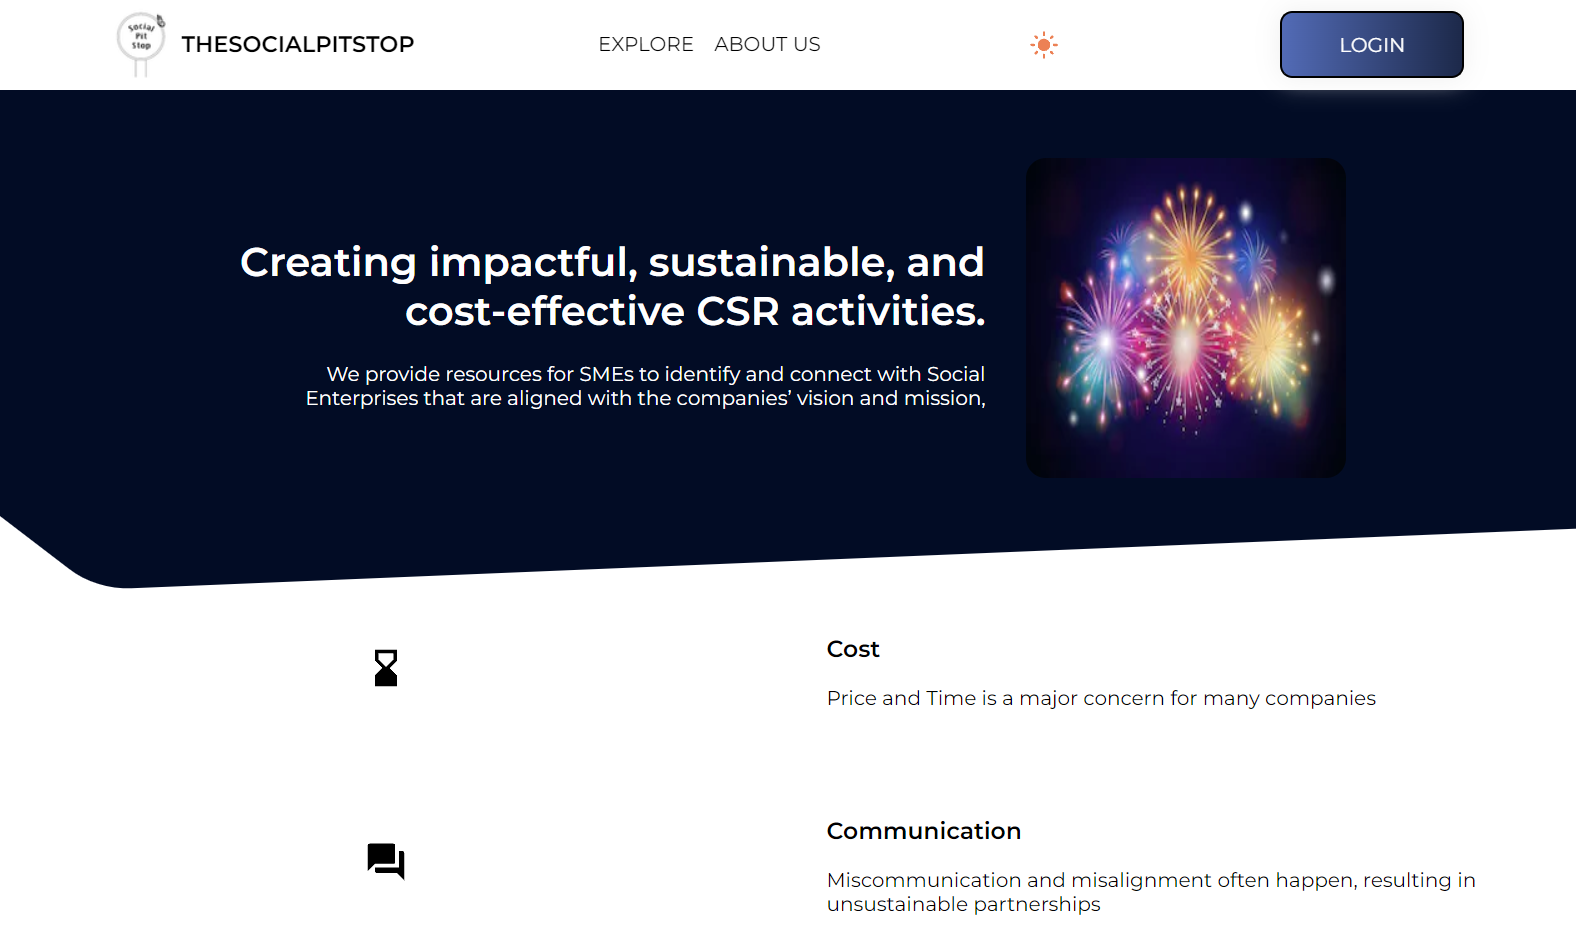 Social
Pit
Stop
THESOCIALPITSTOP
EXPLORE
ABOUT US
LOGIN
Creating impactful, sustainable, and
cost-effective CSR activities.
We provide resources for SMEs to identify and connect with Social
Enterprises that are aligned with the companies’ vision and mission,
Cost
Price and Time is a major concern for many companies
Communication
Miscommunication and misalignment often happen, resulting in
unsustainable partnerships